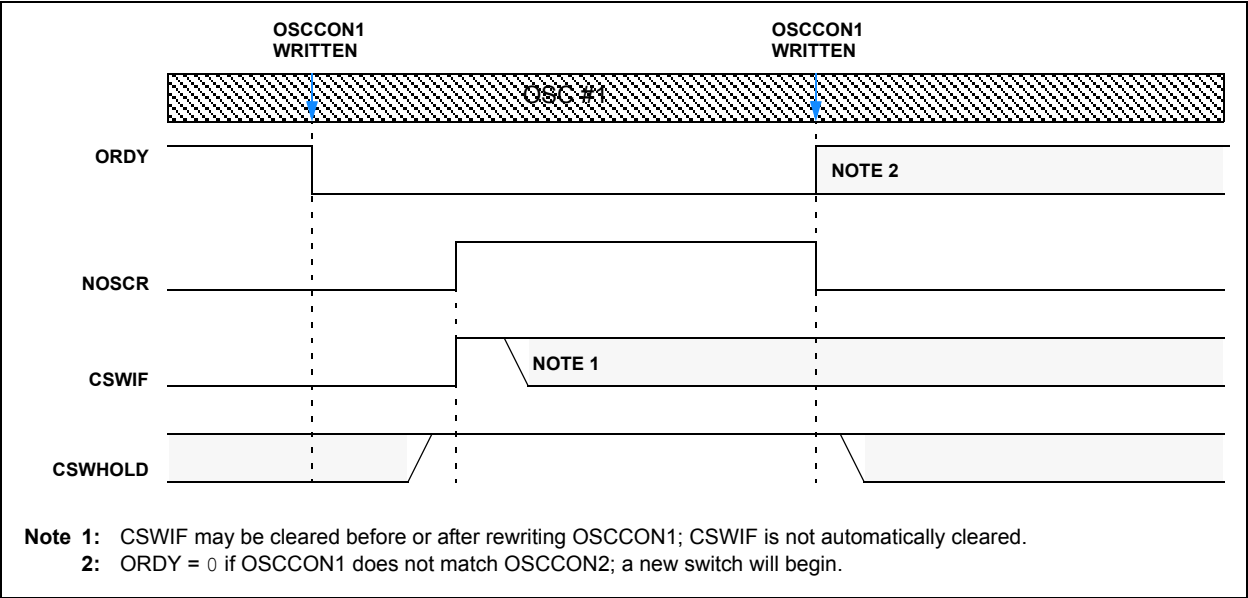 OSCCON1
WRITTEN
OSCCON1
WRITTEN
OSC #1
ORDY
NOTE 2
NOSCR
NOTE 1
CSWIF
CSWHOLD
Note 1: CSWIF may be cleared before or after rewriting OSCCON1; CSWIF is not automatically cleared.
2: ORDY = 0 if OSCCON1 does not match OSCCON2; a new switch will begin.